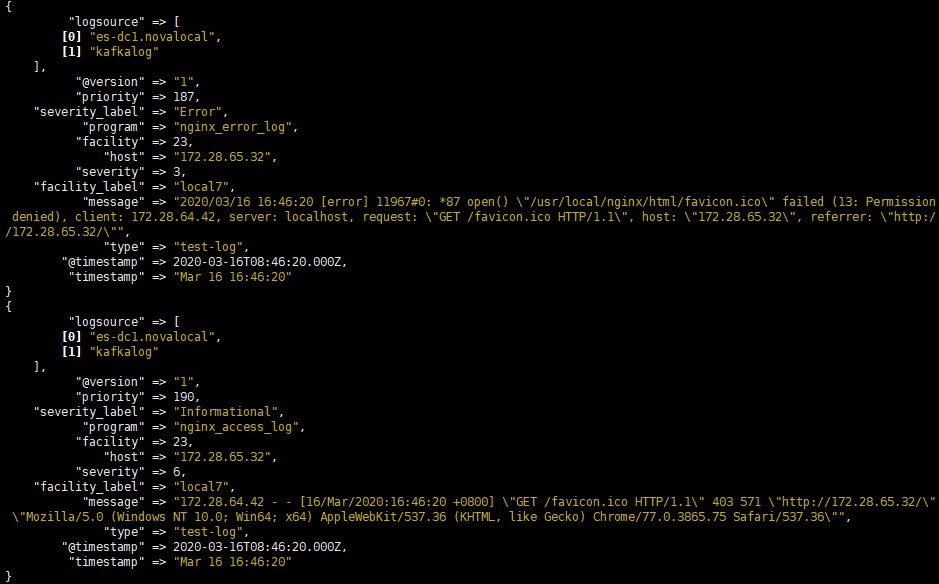 {
"logsource" => [
[0] "es-dc1.novalocal",
[1] "kafkalog"
],
"@version" => "1",
"priority" => 187,
"severity_label" => "Error",
"program" => "nginx_error_log",
"facility" => 23,
"host" => "172.28.65.32",
"severity" => 3,
"facility_label" => "local7",
"message" => "2020/03/16 16:46:20 [error] 11967#0: *87 open() \"/usr/local/nginx/html/favicon.ico\" failed (13: Permission
denied), client: 172.28.64.42, server: localhost, request: \"GET /favicon.ico HTTP/1.1\", host: \"172.28.65.32\", referrer: \"http:/
/172.28.65.32/\"",
"type" => "test-log",
"@timestamp" => 2020-03-16T08:46:20.000Z,
"timestamp" => "Mar 16 16:46:20"
}
{
"logsource" => [
[0] "es-dc1.novalocal",
[1] "kafkalog"
],
"@version" => "1",
"priority" => 190,
"severity_label" => "Informational",
"program" => "nginx_access_log",
"facility" => 23,
"host" => "172.28.65.32",
"severity" => 6,
"facility_label" => "local7",
"message" => "172.28.64.42 - - [16/Mar/2020:16:46:20 +0800] \"GET /favicon.ico HTTP/1.1\" 403 571 \"http://172.28.65.32/\"
\"Mozilla/5.0 (Windows NT 10.0; Win64; x64) AppleWebKit/537.36 (KHTML, like Gecko) Chrome/77.0.3865.75 Safari/537.36\"",
"type" => "test-log",
"@timestamp" => 2020-03-16T08:46:20.000Z,
"timestamp" => "Mar 16 16:46:20"
}